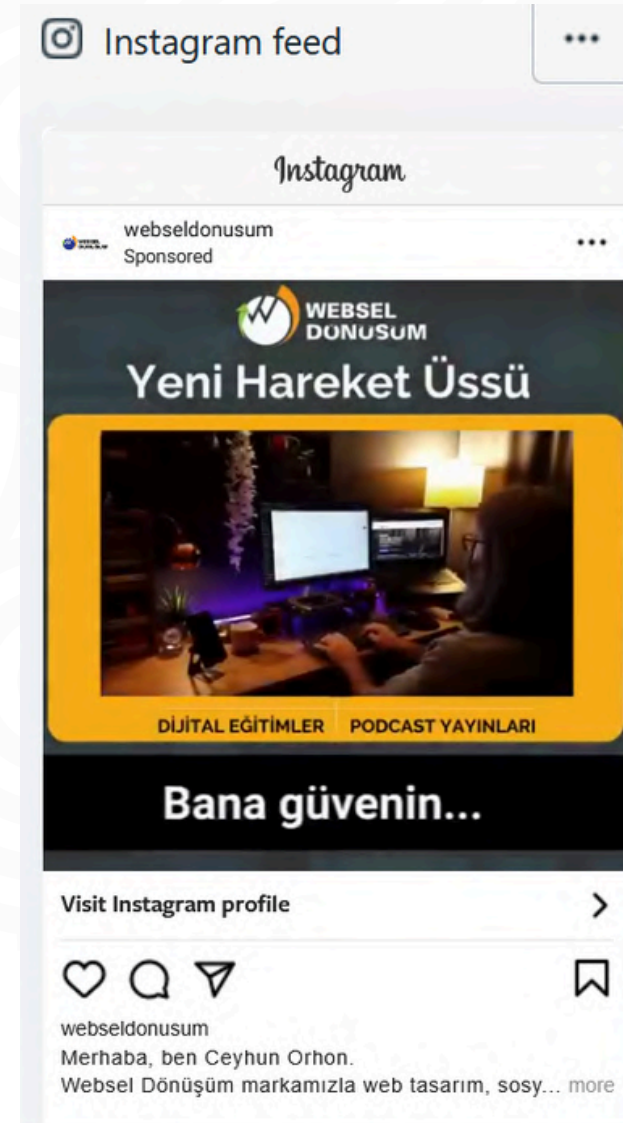 Instagram feed
Instagram
webseldonusum
Sponsored
WEBSEL
DONUSUM
Yeni Hareket Üssü
DİJİTAL EĞİTİMLER PODCAST YAYINLARI
Bana güvenin...
Visit Instagram profile
webseldonusum
Merhaba, ben Ceyhun Orhon.
Websel Dönüşüm markamızla web tasarım, sosy... more